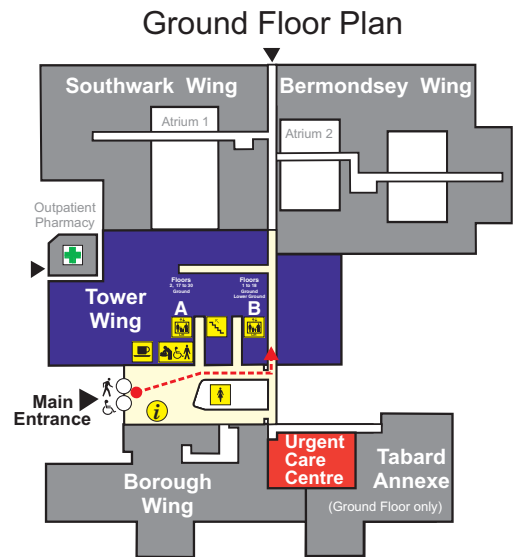 Ground Floor Plan
Southwark Wing
Bermondsey Wing
Atrium 1
Atrium 2
Outpatient
Pharmacy
Floors
2, 17 to 30
Ground
Floors
1 to 18
Ground
Lower Ground
Tower
Wing
A
B
Main
Entrance
i
Urgent
Care
Centre
Tabard
Annexe
(Ground Floor only)
Borough
Wing